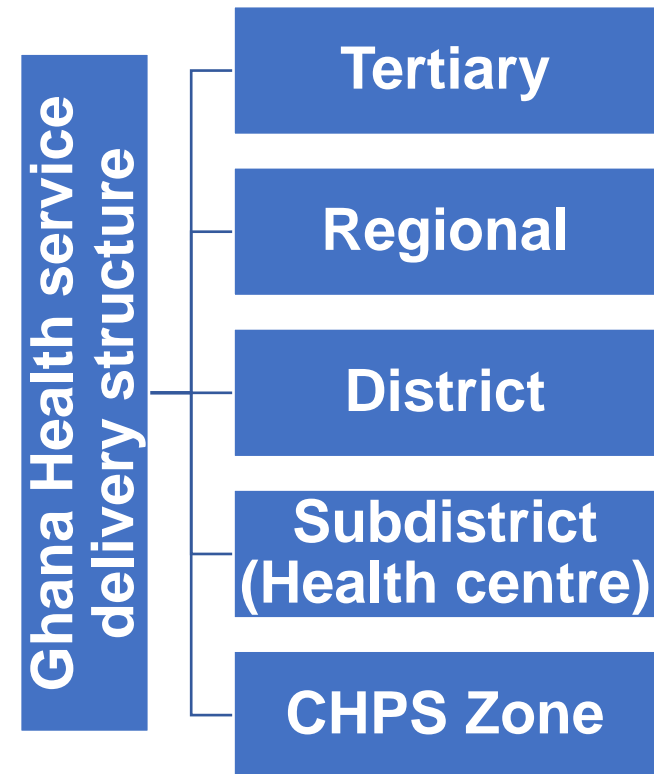 Ghana Health service
delivery structure
Tertiary
Regional
District
Subdistrict
(Health centre)
CHPS Zone